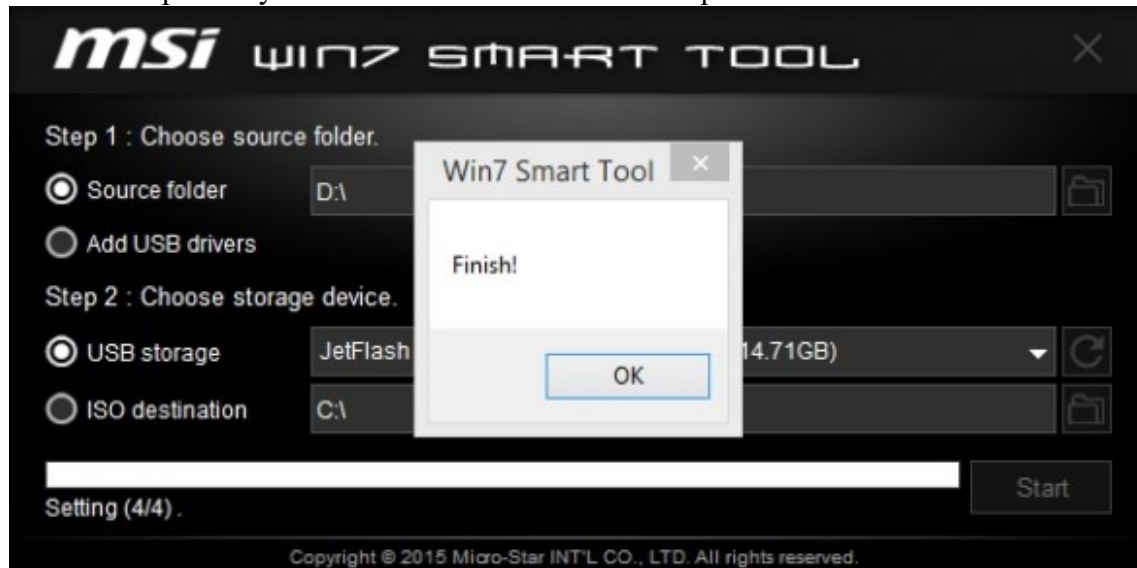 msi WIN7 SMART TOOL
Step 1 : Choose source folder.
Source folder D:\
Add USB drivers
Step 2 : Choose storage device.
USB storage JetFlash 14.71GB)
ISO destination C:\
Win7 Smart Tool
Finish!
OK
Start
Setting (4/4) .
Copyright © 2015 Micro-Star INT'L CO., LTD. All rights reserved.